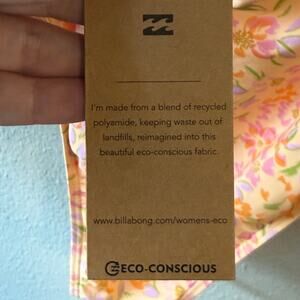 I'm made from a blend of recycled
polyamide, keeping waste out of
landfills, reimagined into this
beautiful eco-conscious fabric.
www.billabong.com/womens-eco
ECO-CONSCIOUS